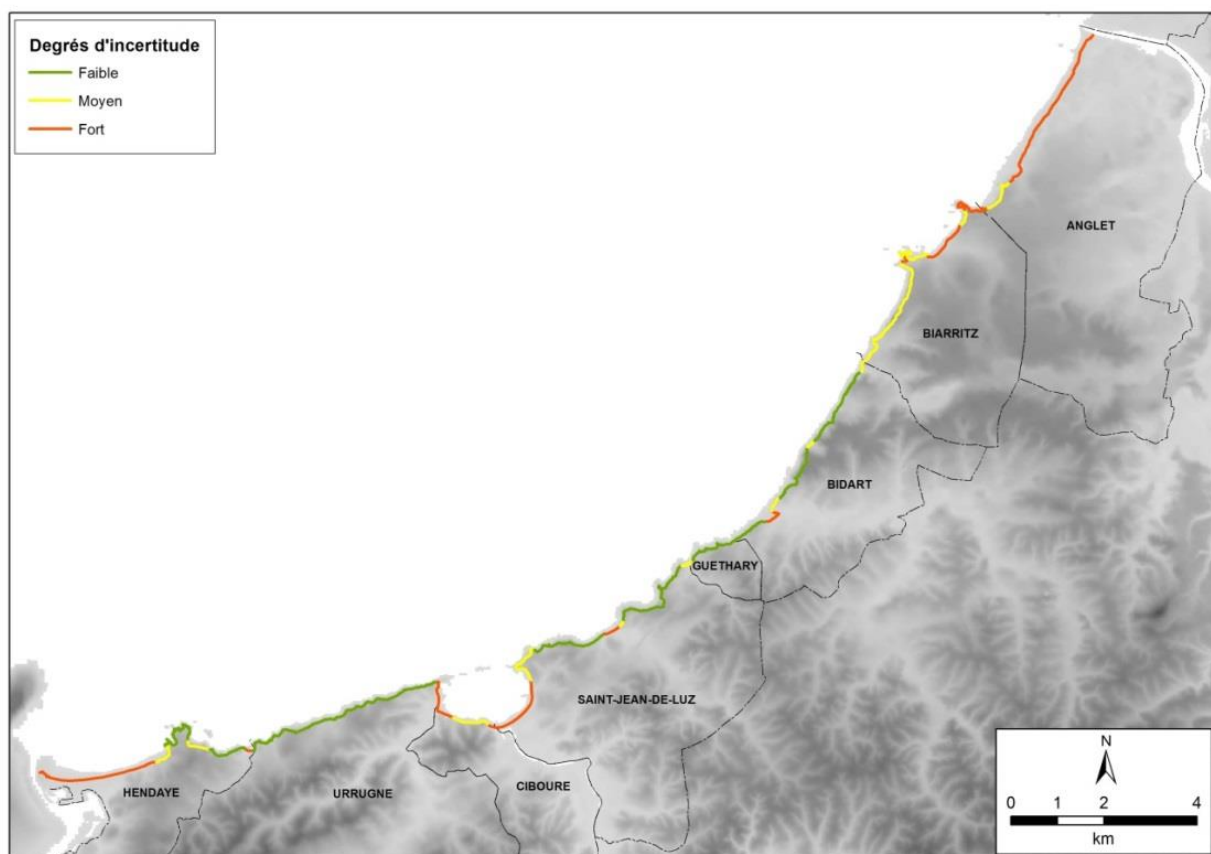 Degrés d'incertitude
Faible
Moyen
Fort
ANGLET
BIARRITZ
BIDART
GUETHARY
SAINT-JEAN-DE-LUZ
HENDAYE
URRUGNE
CIBOURE
N
0 1 2 4
km